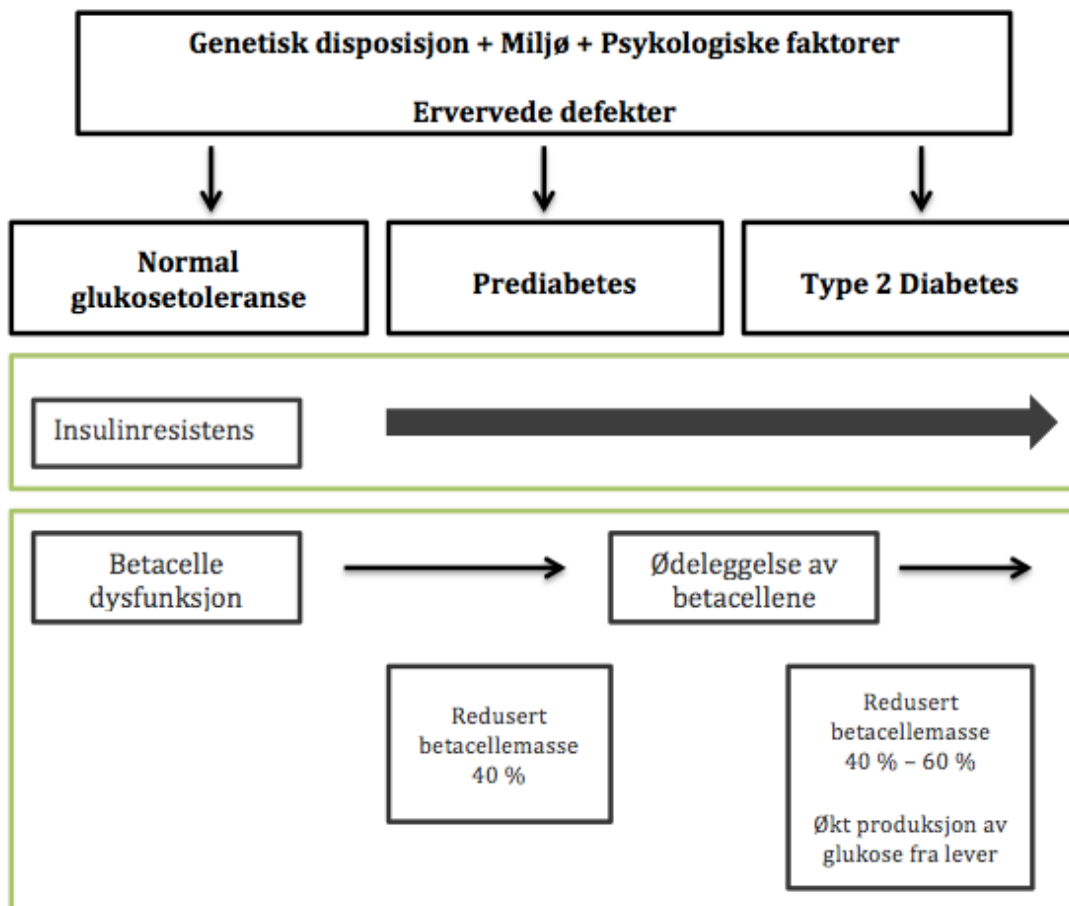 Genetisk disposisjon + Miljø + Psykologiske faktorer
Ervervede defekter
Normal
glukosetoleranse
Prediabetes
Type 2 Diabetes
Insulinresistens
Betacelle
dysfunksjon
Ødeleggelse av
betacellene
Redusert
betacellemasse
40 %
Redusert
betacellemasse
40 % – 60 %
Økt produksjon av
glukose fra lever